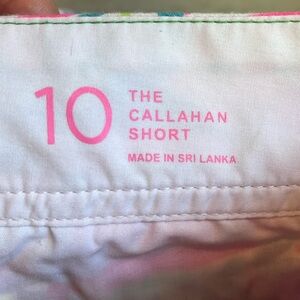 10
THE
CALLAHAN
SHORT
MADE IN SRI LANKA